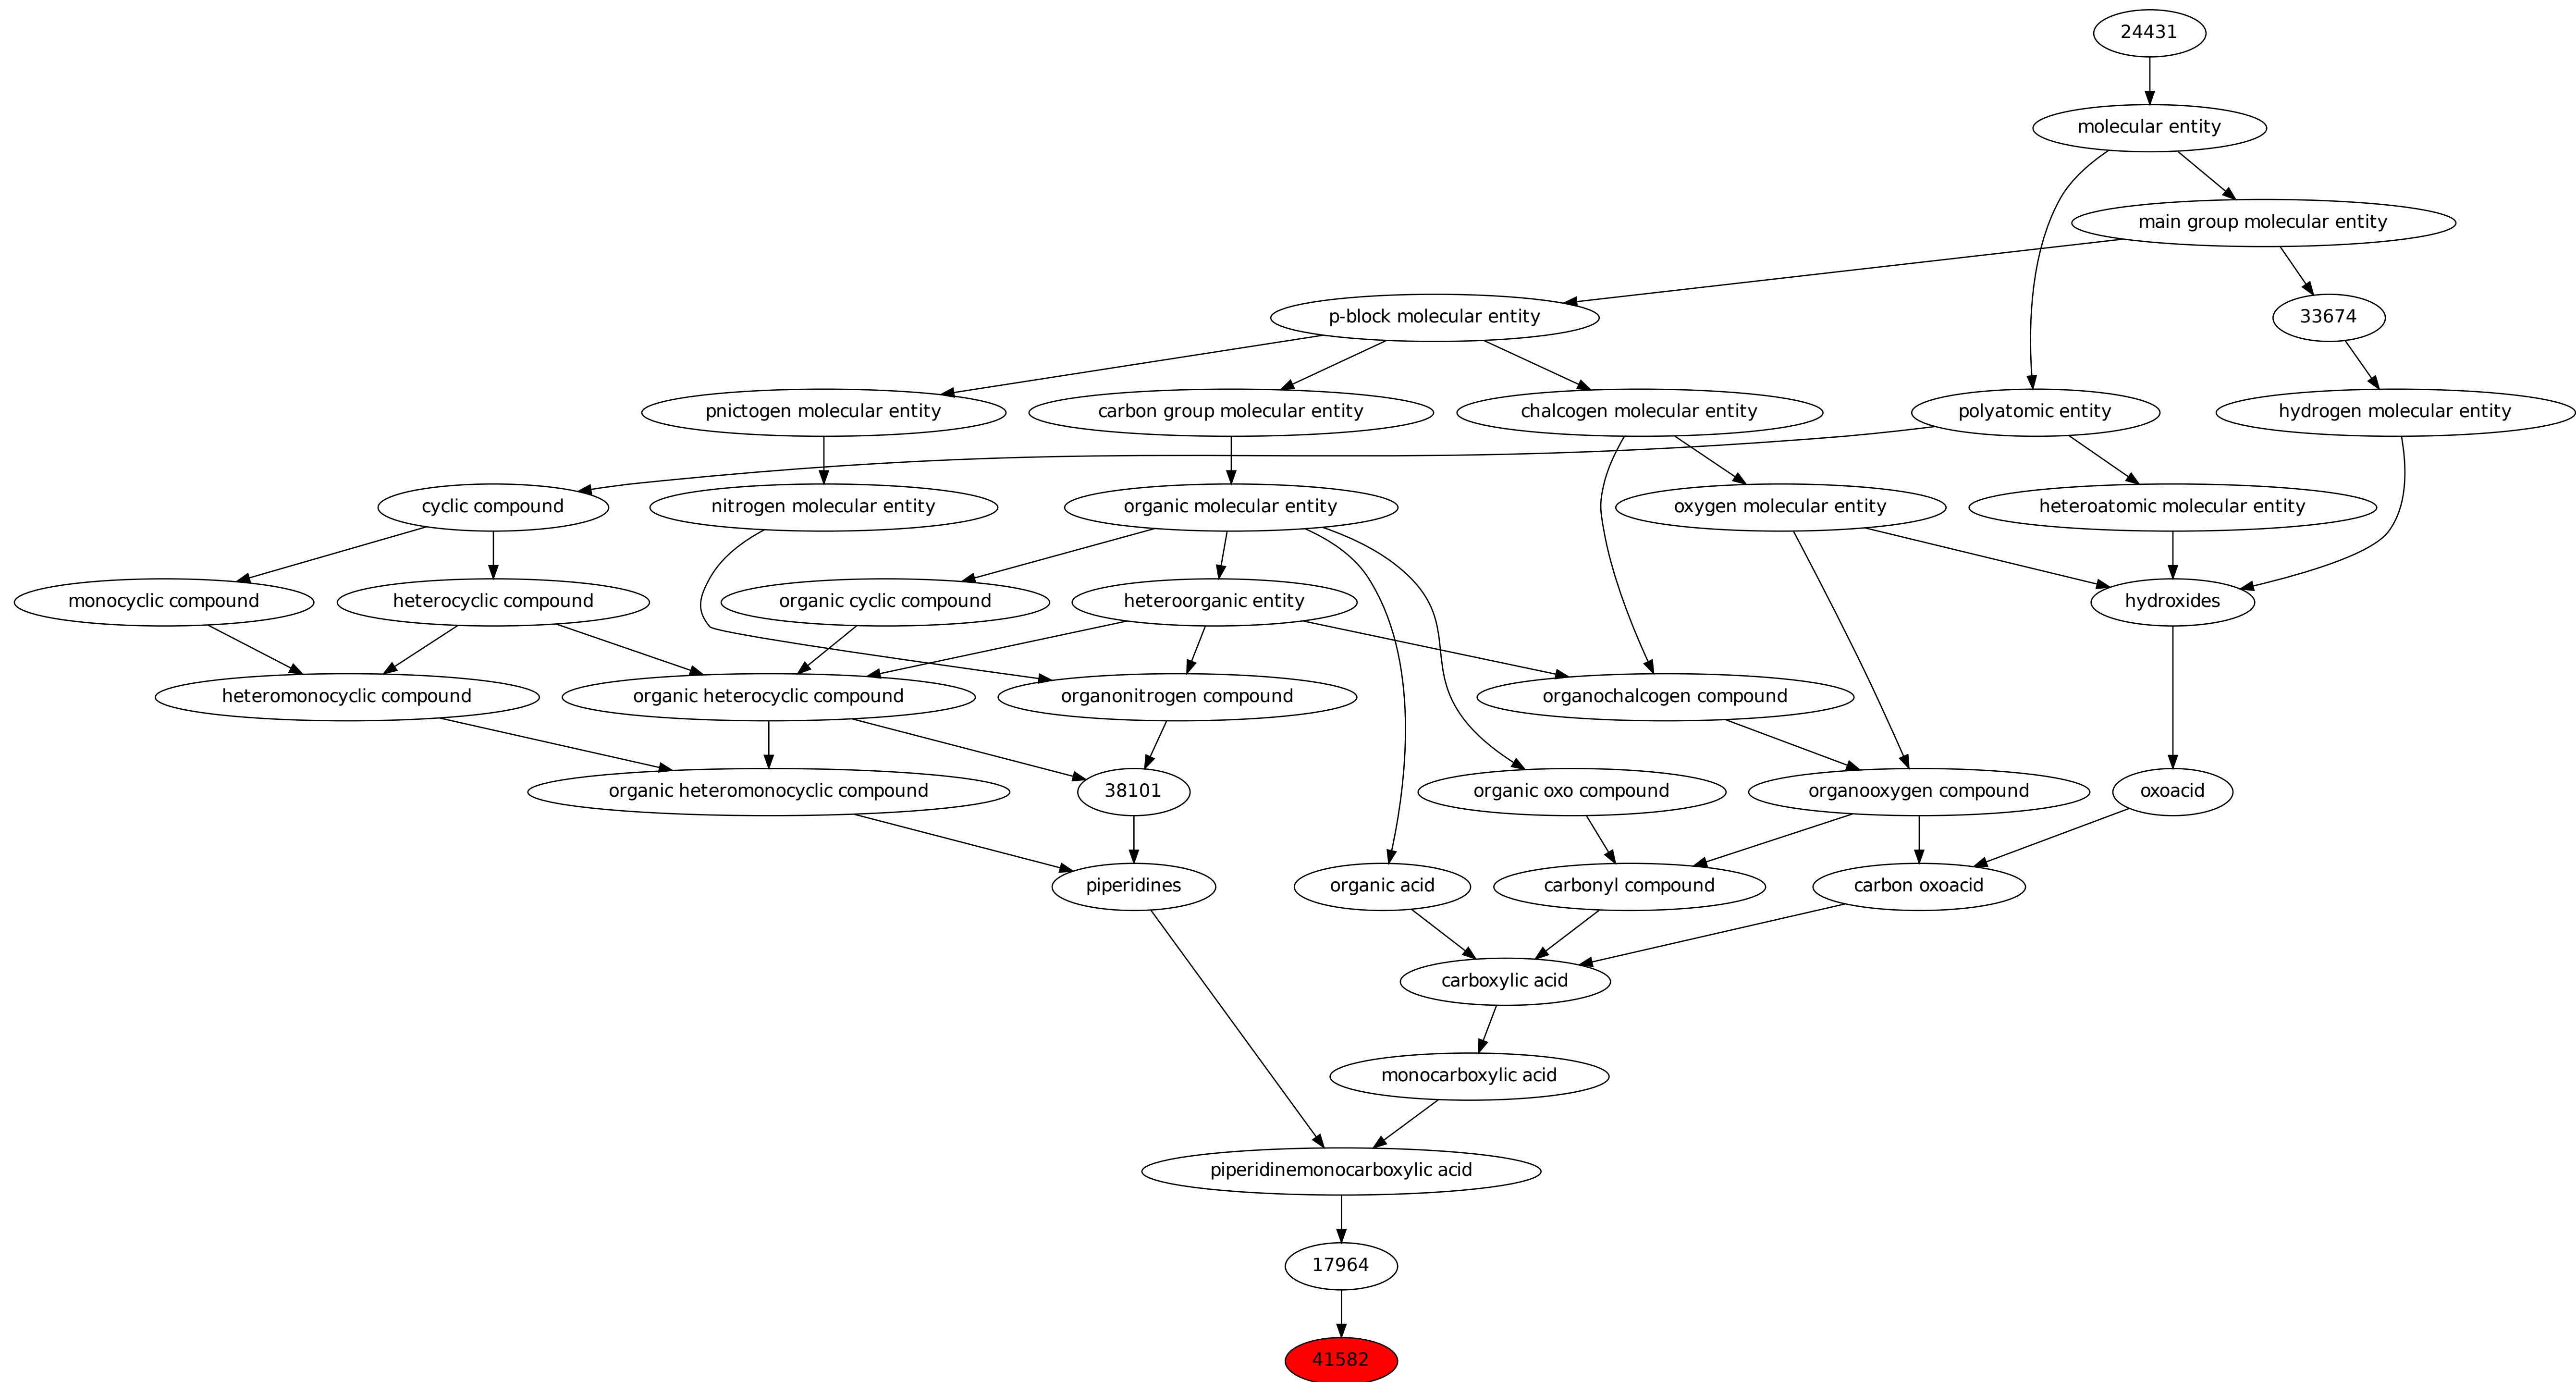 24431
molecular entity
main group molecular entity
p-block molecular entity
33674
pnictogen molecular entity
carbon group molecular entity
chalcogen molecular entity
polyatomic entity
hydrogen molecular entity
cyclic compound
nitrogen molecular entity
organic molecular entity
oxygen molecular entity
heteroatomic molecular entity
monocyclic compound
heterocyclic compound
organic cyclic compound
heteroorganic entity
hydroxides
heteromonocyclic compound
organic heterocyclic compound
organonitrogen compound
organochalcogen compound
organic heteromonocyclic compound
38101
organic oxo compound
organooxygen compound
oxoacid
piperidines
organic acid
carbonyl compound
carbon oxoacid
carboxylic acid
monocarboxylic acid
piperidinemonocarboxylic acid
17964
41582